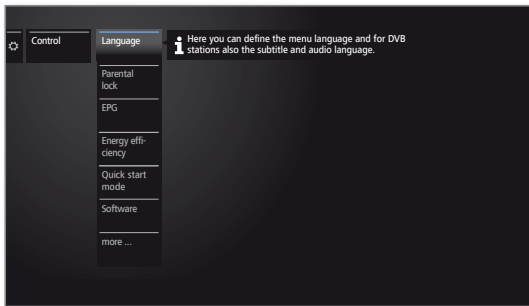 Control
Language
Here you can define the menu language and for DVB
stations also the subtitle and audio language.
Parental
lock
EPG
Energy effi-
ciency
Quick start
mode
Software
more ...